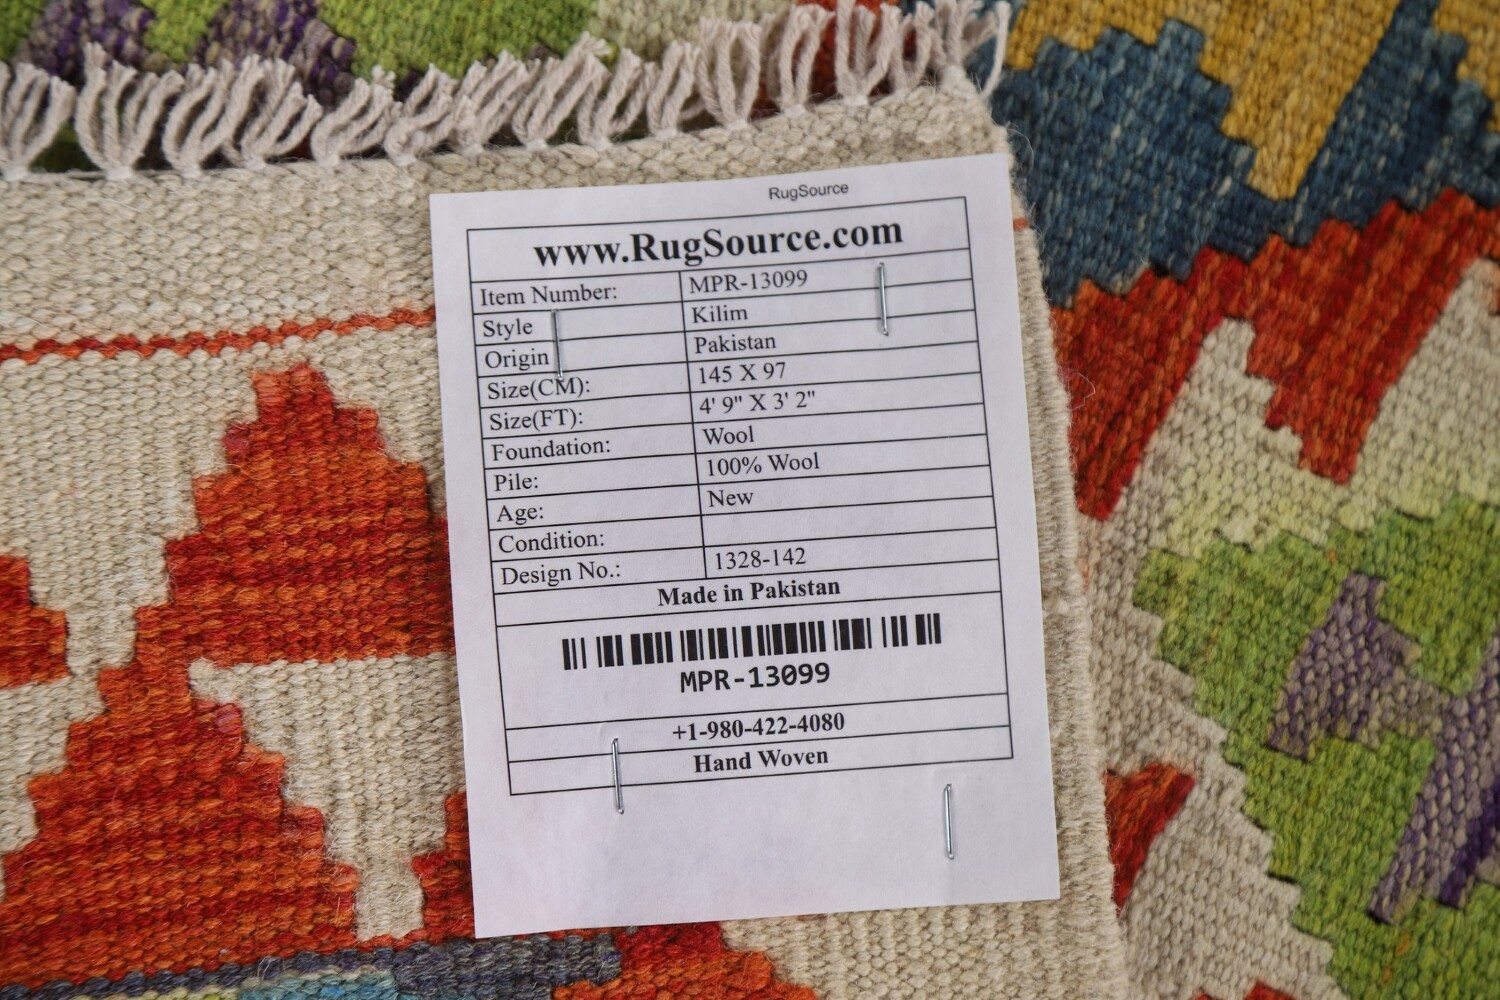 RugSource
www.RugSource.com
Item Number: MPR-13099
Style Kilim
Origin Pakistan
Size(CM): 145 X 97
Size(FT): 4' 9" X 3' 2"
Foundation: Wool
Pile: 100% Wool
Age: New
Condition:
Design No.: 1328-142
Made in Pakistan
MPR-13099
+1-980-422-4080
Hand Woven